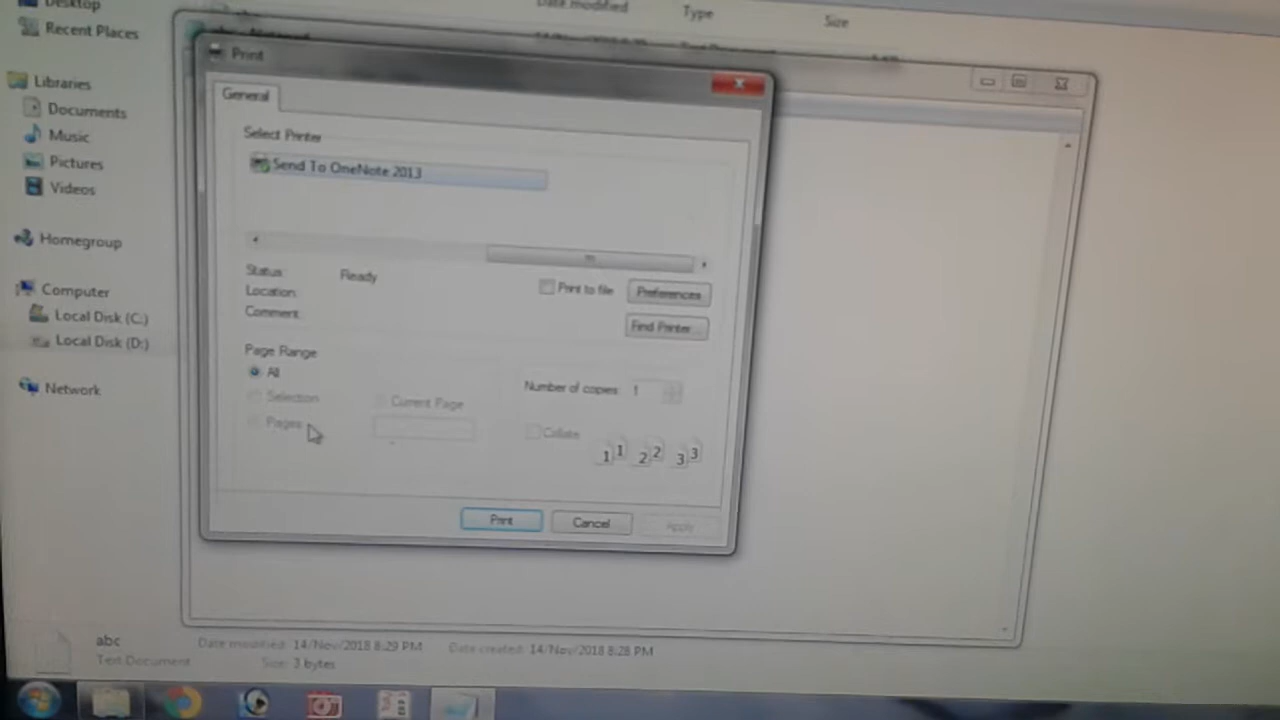 Desktop
Date modified
Type
Size
Recent Places
Print
General
Libraries
Documents
Music
Pictures
Videos
Select Printer
Send To OneNote 2013
Homegroup
Status:
Ready
Location:
Comment:
Print to file
Preferences
Find Printer...
Computer
Local Disk (C:)
Local Disk (D:)
Network
Page Range
All
Selection
Current Page
Pages:
Number of copies: 1
Collate
1 1 2 2 3 3
Print
Cancel
Apply
abc
Date modified: 14/Nov/2018 8:29 PM
Date created: 14/Nov/2018 8:28 PM
Text Document
Size: 3 bytes